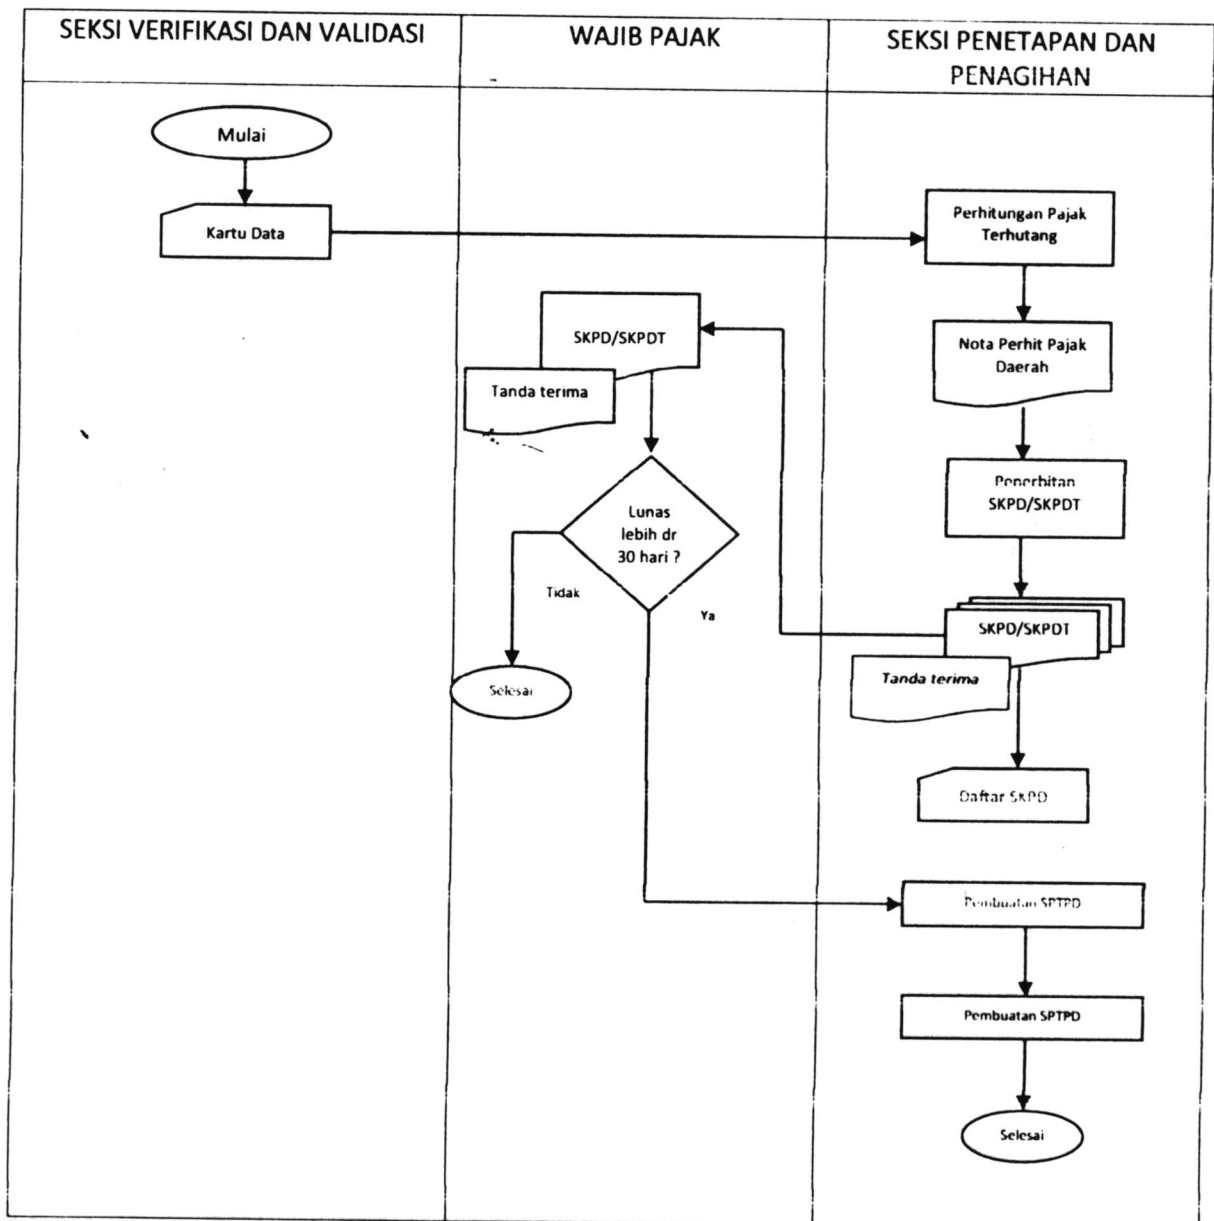 SEKSI VERIFIKASI DAN VALIDASI
WAJIB PAJAK
SEKSI PENETAPAN DAN
PENAGIHAN
Mulai
Kartu Data
Perhitungan Pajak
Terhutang
SKPD/SKPDT
Tanda terima
Nota Perhit Pajak
Daerah
Penerbitan
SKPD/SKPDT
Lunas
lebih dr
30 hari ?
Tidak
Ya
Selesai
SKPD/SKPDT
Tanda terima
Daftar SKPD
Pembuatan SPTPD
Pembuatan SPTPD
Selesai